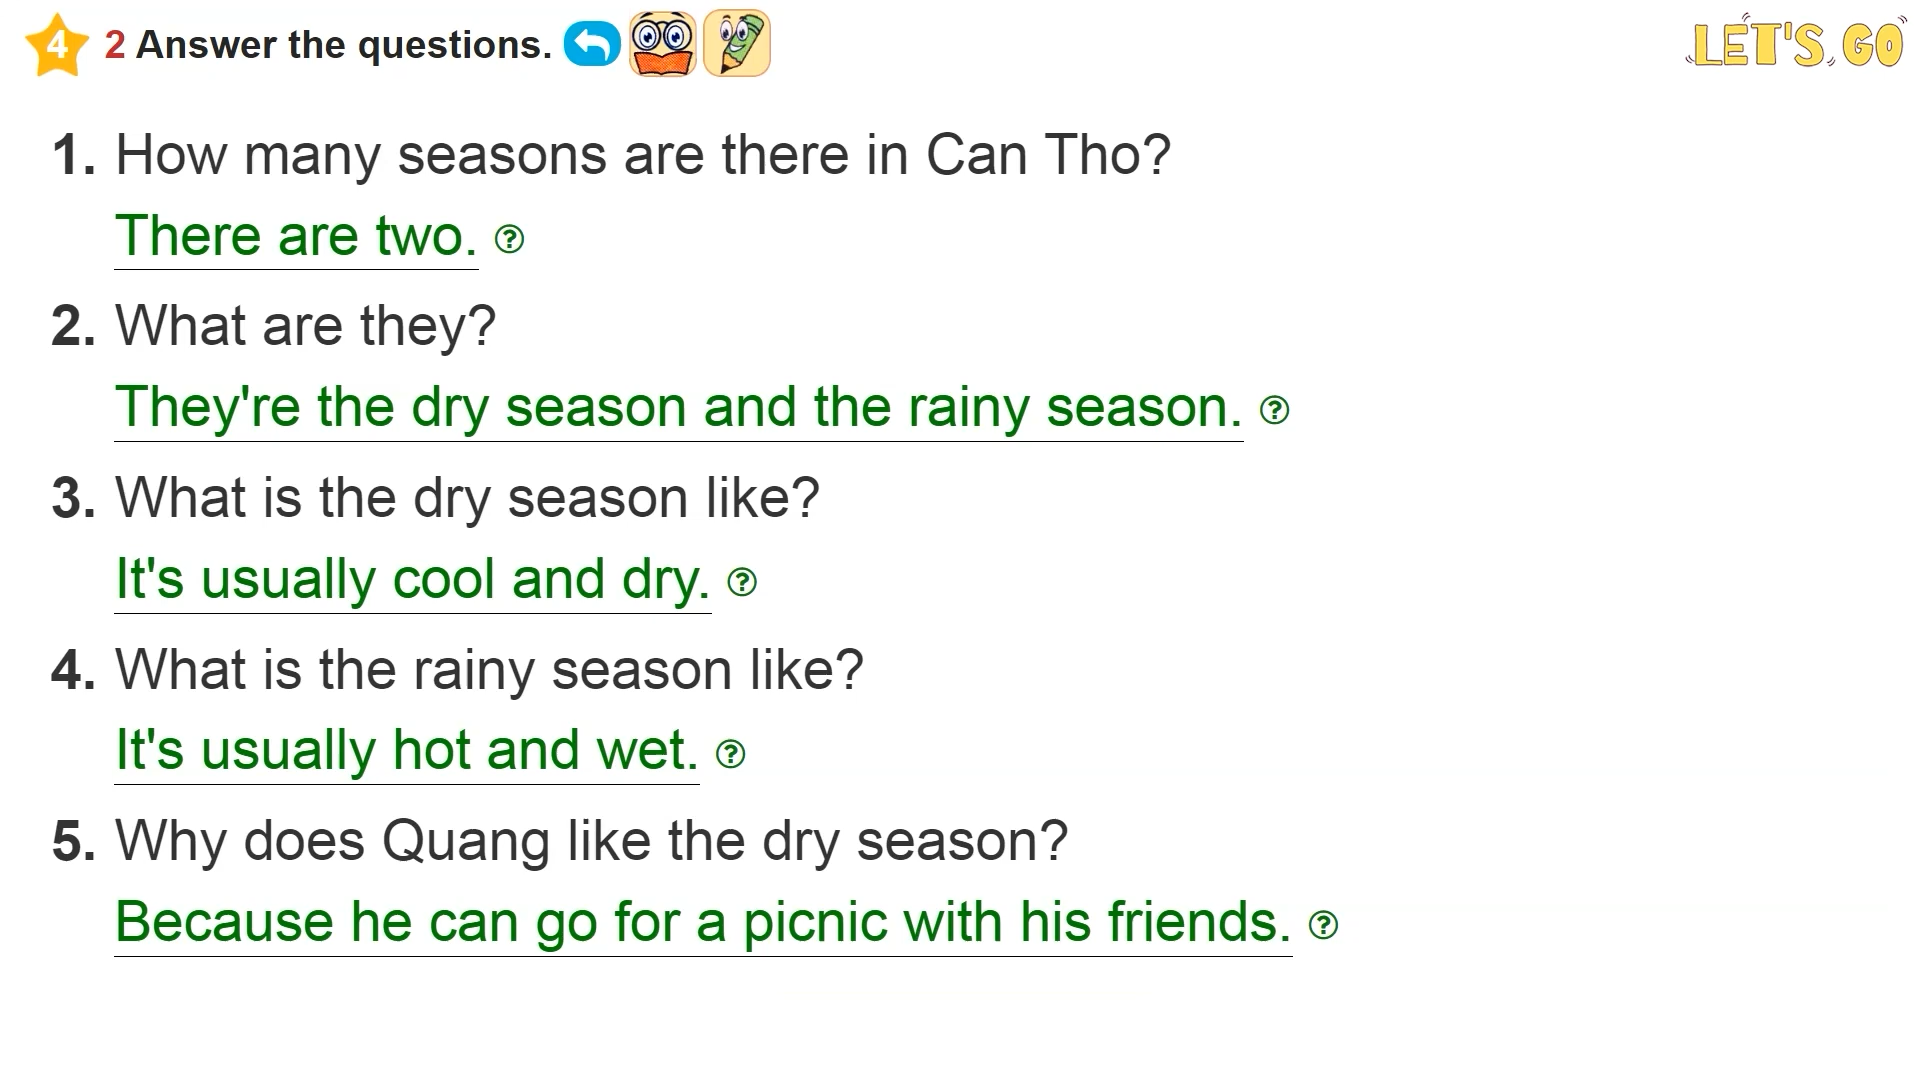 4 2 Answer the questions. LET'S GO
1. How many seasons are there in Can Tho?
There are two. ?
2. What are they?
They're the dry season and the rainy season. ?
3. What is the dry season like?
It's usually cool and dry. ?
4. What is the rainy season like?
It's usually hot and wet. ?
5. Why does Quang like the dry season?
Because he can go for a picnic with his friends. ?